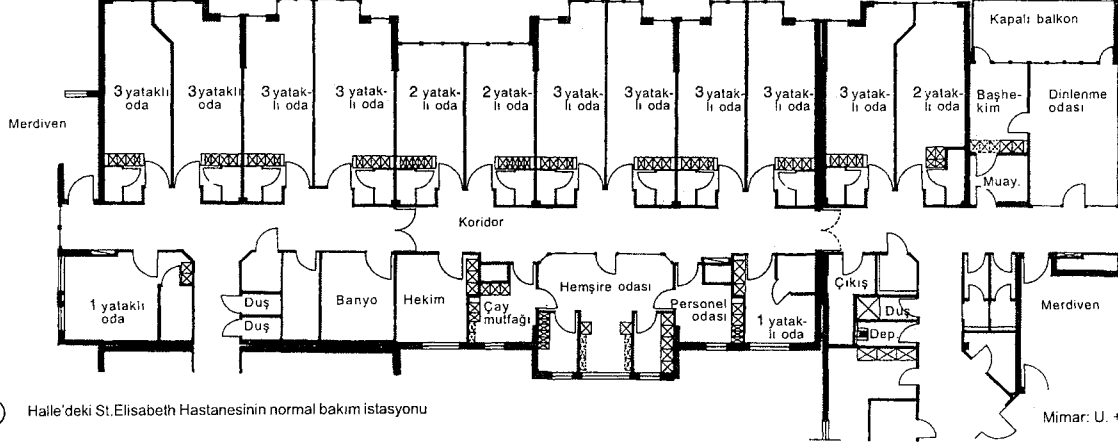 Kapalı balkon
3 yataklı
oda
3 yataklı
oda
3 yatak-
lı oda
3 yatak-
lı oda
2 yatak-
lı oda
2 yatak-
lı oda
3 yatak-
lı oda
3 yatak-
lı oda
3 yatak-
lı oda
3 yatak-
lı oda
3 yatak-
lı oda
2 yatak-
lı oda
Başhe-
kim
Dinlenme
odası
Merdiven
Muay.
Koridor
1 yataklı
oda
Duş
Duş
Banyo
Hekim
Çay
mutfağı
Hemşire odası
Personel
odası
1 yatak-
lı oda
Çıkış
Duş
Dep.
Merdiven
Halle'deki St.Elisabeth Hastanesinin normal bakım istasyonu
Mimar: U. +